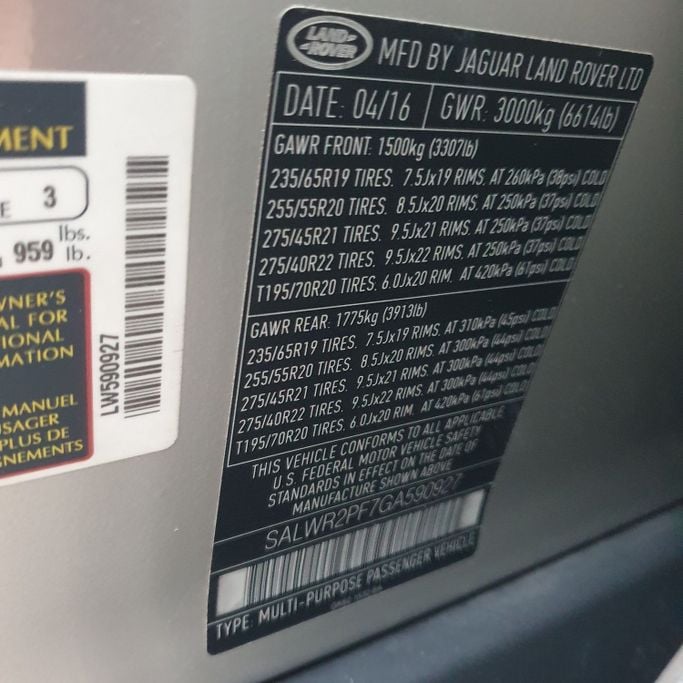 MENT
E 3
lbs.
959 lb.
WNER'S
AL FOR
IONAL
MATION
MANUEL
USAGER
PLUS DE
GNEMENTS
LW590927
LAND-
-ROVER
MFD BY JAGUAR LAND ROVER LTD
DATE: 04/16 GWR: 3000kg (6614lb)
GAWR FRONT: 1500kg (3307lb)
235/65R19 TIRES. 7.5Jx19 RIMS. AT 260kPa (38psi) COLD
255/55R20 TIRES. 8.5Jx20 RIMS. AT 250kPa (37psi) COLD
275/45R21 TIRES. 9.5Jx21 RIMS. AT 250kPa (37psi) COLD
275/40R22 TIRES. 9.5Jx22 RIMS. AT 250kPa (37psi) COLD
T195/70R20 TIRES. 6.0Jx20 RIM. AT 420kPa (61psi) COLD
GAWR REAR: 1775kg (3913lb)
235/65R19 TIRES. 7.5Jx19 RIMS. AT 310kPa (45psi) COLD
255/55R20 TIRES. 8.5Jx20 RIMS. AT 300kPa (44psi) COLD
275/45R21 TIRES. 9.5Jx21 RIMS. AT 300kPa (44psi) COLD
275/40R22 TIRES. 9.5Jx22 RIMS. AT 300kPa (44psi) COLD
T195/70R20 TIRES. 6.0Jx20 RIM. AT 420kPa (61psi) COLD
THIS VEHICLE CONFORMS TO ALL APPLICABLE
U.S. FEDERAL MOTOR VEHICLE SAFETY
STANDARDS IN EFFECT ON THE DATE OF
MANUFACTURE SHOWN ABOVE
SALWR2PF7GA590927
TYPE: MULTI-PURPOSE PASSENGER VEHICLE